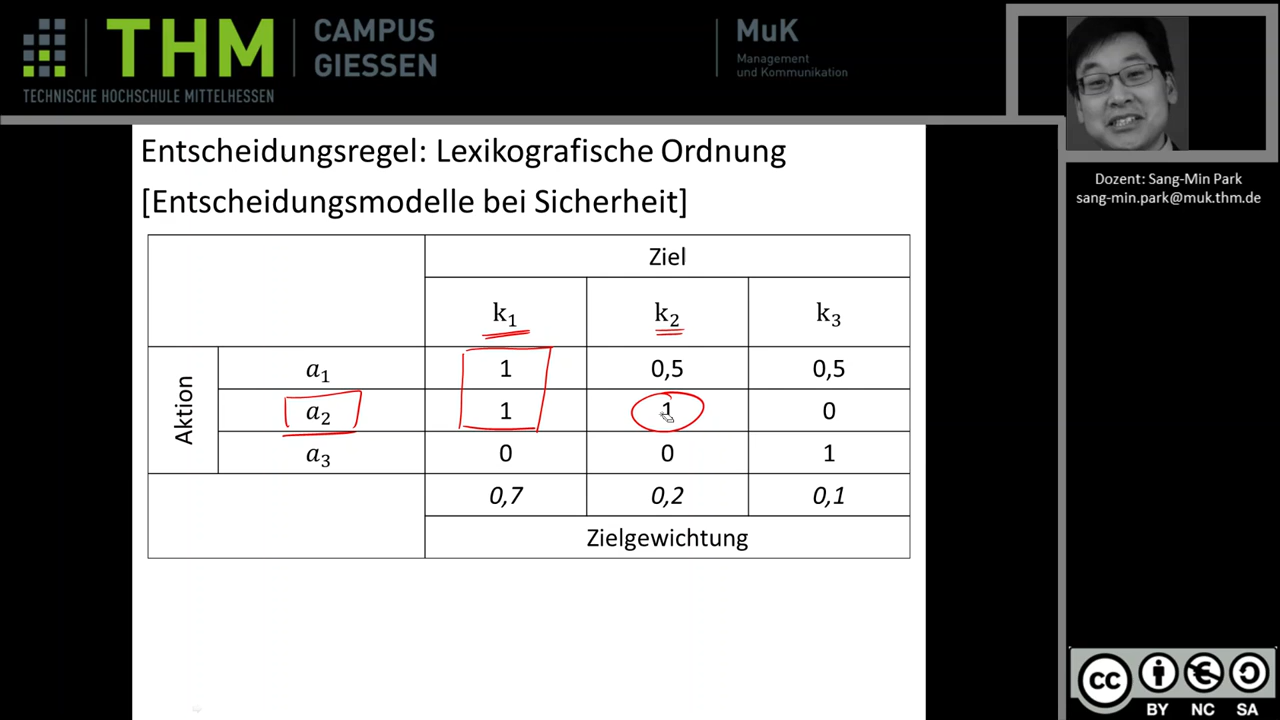 THM
CAMPUS
GIESSEN
TECHNISCHE HOCHSCHULE MITTELHESSEN
MuK
Management
und Kommunikation
Dozent: Sang-Min Park
sang-min.park@muk.thm.de
Entscheidungsregel: Lexikografische Ordnung
[Entscheidungsmodelle bei Sicherheit]
Ziel
k₁ k₂ k₃
Aktion
a₁ 1 0,5 0,5
a₂ 1 1 0
a₃ 0 0 1
0,7 0,2 0,1
Zielgewichtung
cc
BY NC SA